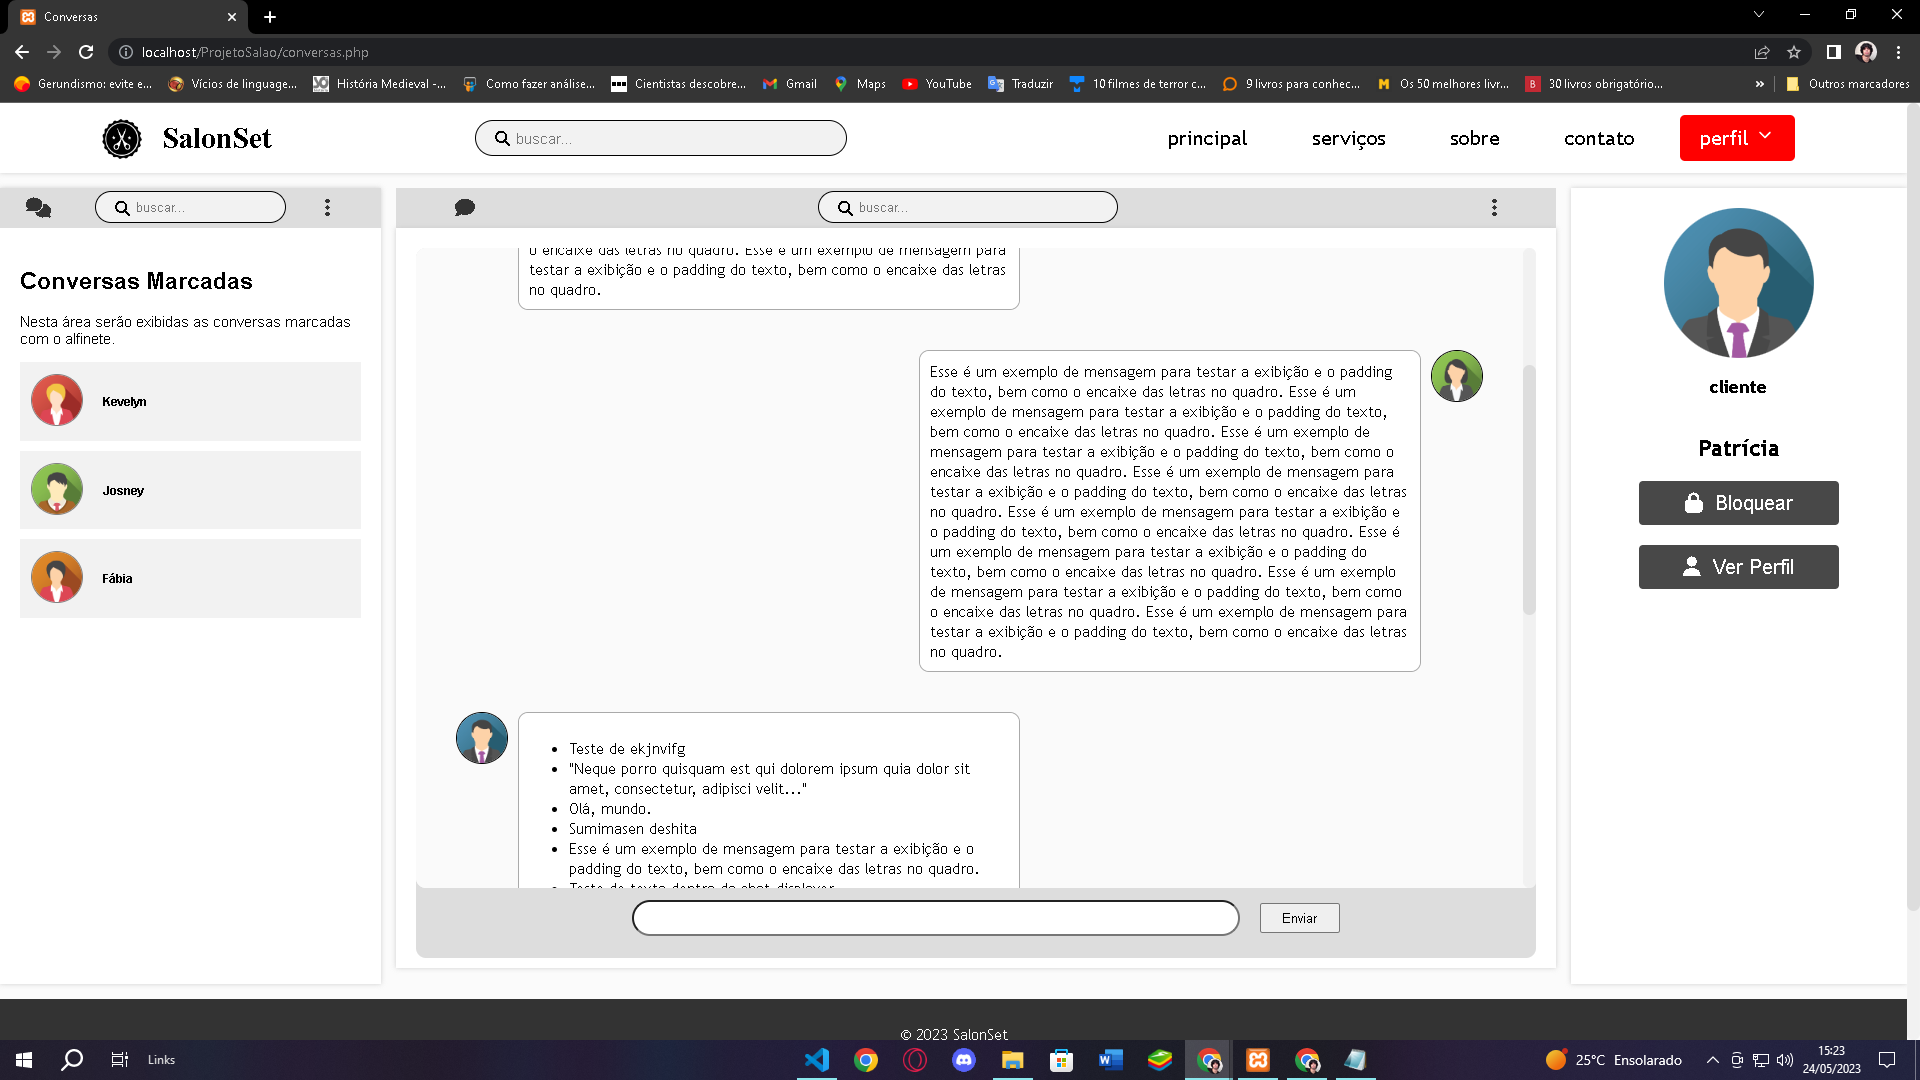 Conversas
localhost/ProjetoSalao/conversas.php
Gerundismo: evite e... Vícios de linguage... História Medieval -... Como fazer análise... Cientistas descobre... Gmail Maps YouTube Traduzir 10 filmes de terror c... 9 livros para conhec... Os 50 melhores livr... 30 livros obrigatório... » Outros marcadores
SalonSet buscar... principal serviços sobre contato perfil
buscar...
buscar...
Conversas Marcadas
Nesta área serão exibidas as conversas marcadas
com o alfinete.
Kevelyn
Josney
Fábia
o encaixe das letras no quadro. Esse é um exemplo de mensagem para
testar a exibição e o padding do texto, bem como o encaixe das letras
no quadro.
Esse é um exemplo de mensagem para testar a exibição e o padding
do texto, bem como o encaixe das letras no quadro. Esse é um
exemplo de mensagem para testar a exibição e o padding do texto,
bem como o encaixe das letras no quadro. Esse é um exemplo de
mensagem para testar a exibição e o padding do texto, bem como o
encaixe das letras no quadro. Esse é um exemplo de mensagem para
testar a exibição e o padding do texto, bem como o encaixe das letras
no quadro. Esse é um exemplo de mensagem para testar a exibição e
o padding do texto, bem como o encaixe das letras no quadro. Esse é
um exemplo de mensagem para testar a exibição e o padding do
texto, bem como o encaixe das letras no quadro. Esse é um exemplo
de mensagem para testar a exibição e o padding do texto, bem como
o encaixe das letras no quadro. Esse é um exemplo de mensagem para
testar a exibição e o padding do texto, bem como o encaixe das letras
no quadro.
• Teste de ekjnvifg
• "Neque porro quisquam est qui dolorem ipsum quia dolor sit
amet, consectetur, adipisci velit..."
• Olá, mundo.
• Sumimasen deshita
• Esse é um exemplo de mensagem para testar a exibição e o
padding do texto, bem como o encaixe das letras no quadro.
• Teste de texto dentro do chat displayer
Enviar
cliente
Patrícia
Bloquear
Ver Perfil
© 2023 SalonSet
Links
25°C Ensolarado
15:23
24/05/2023